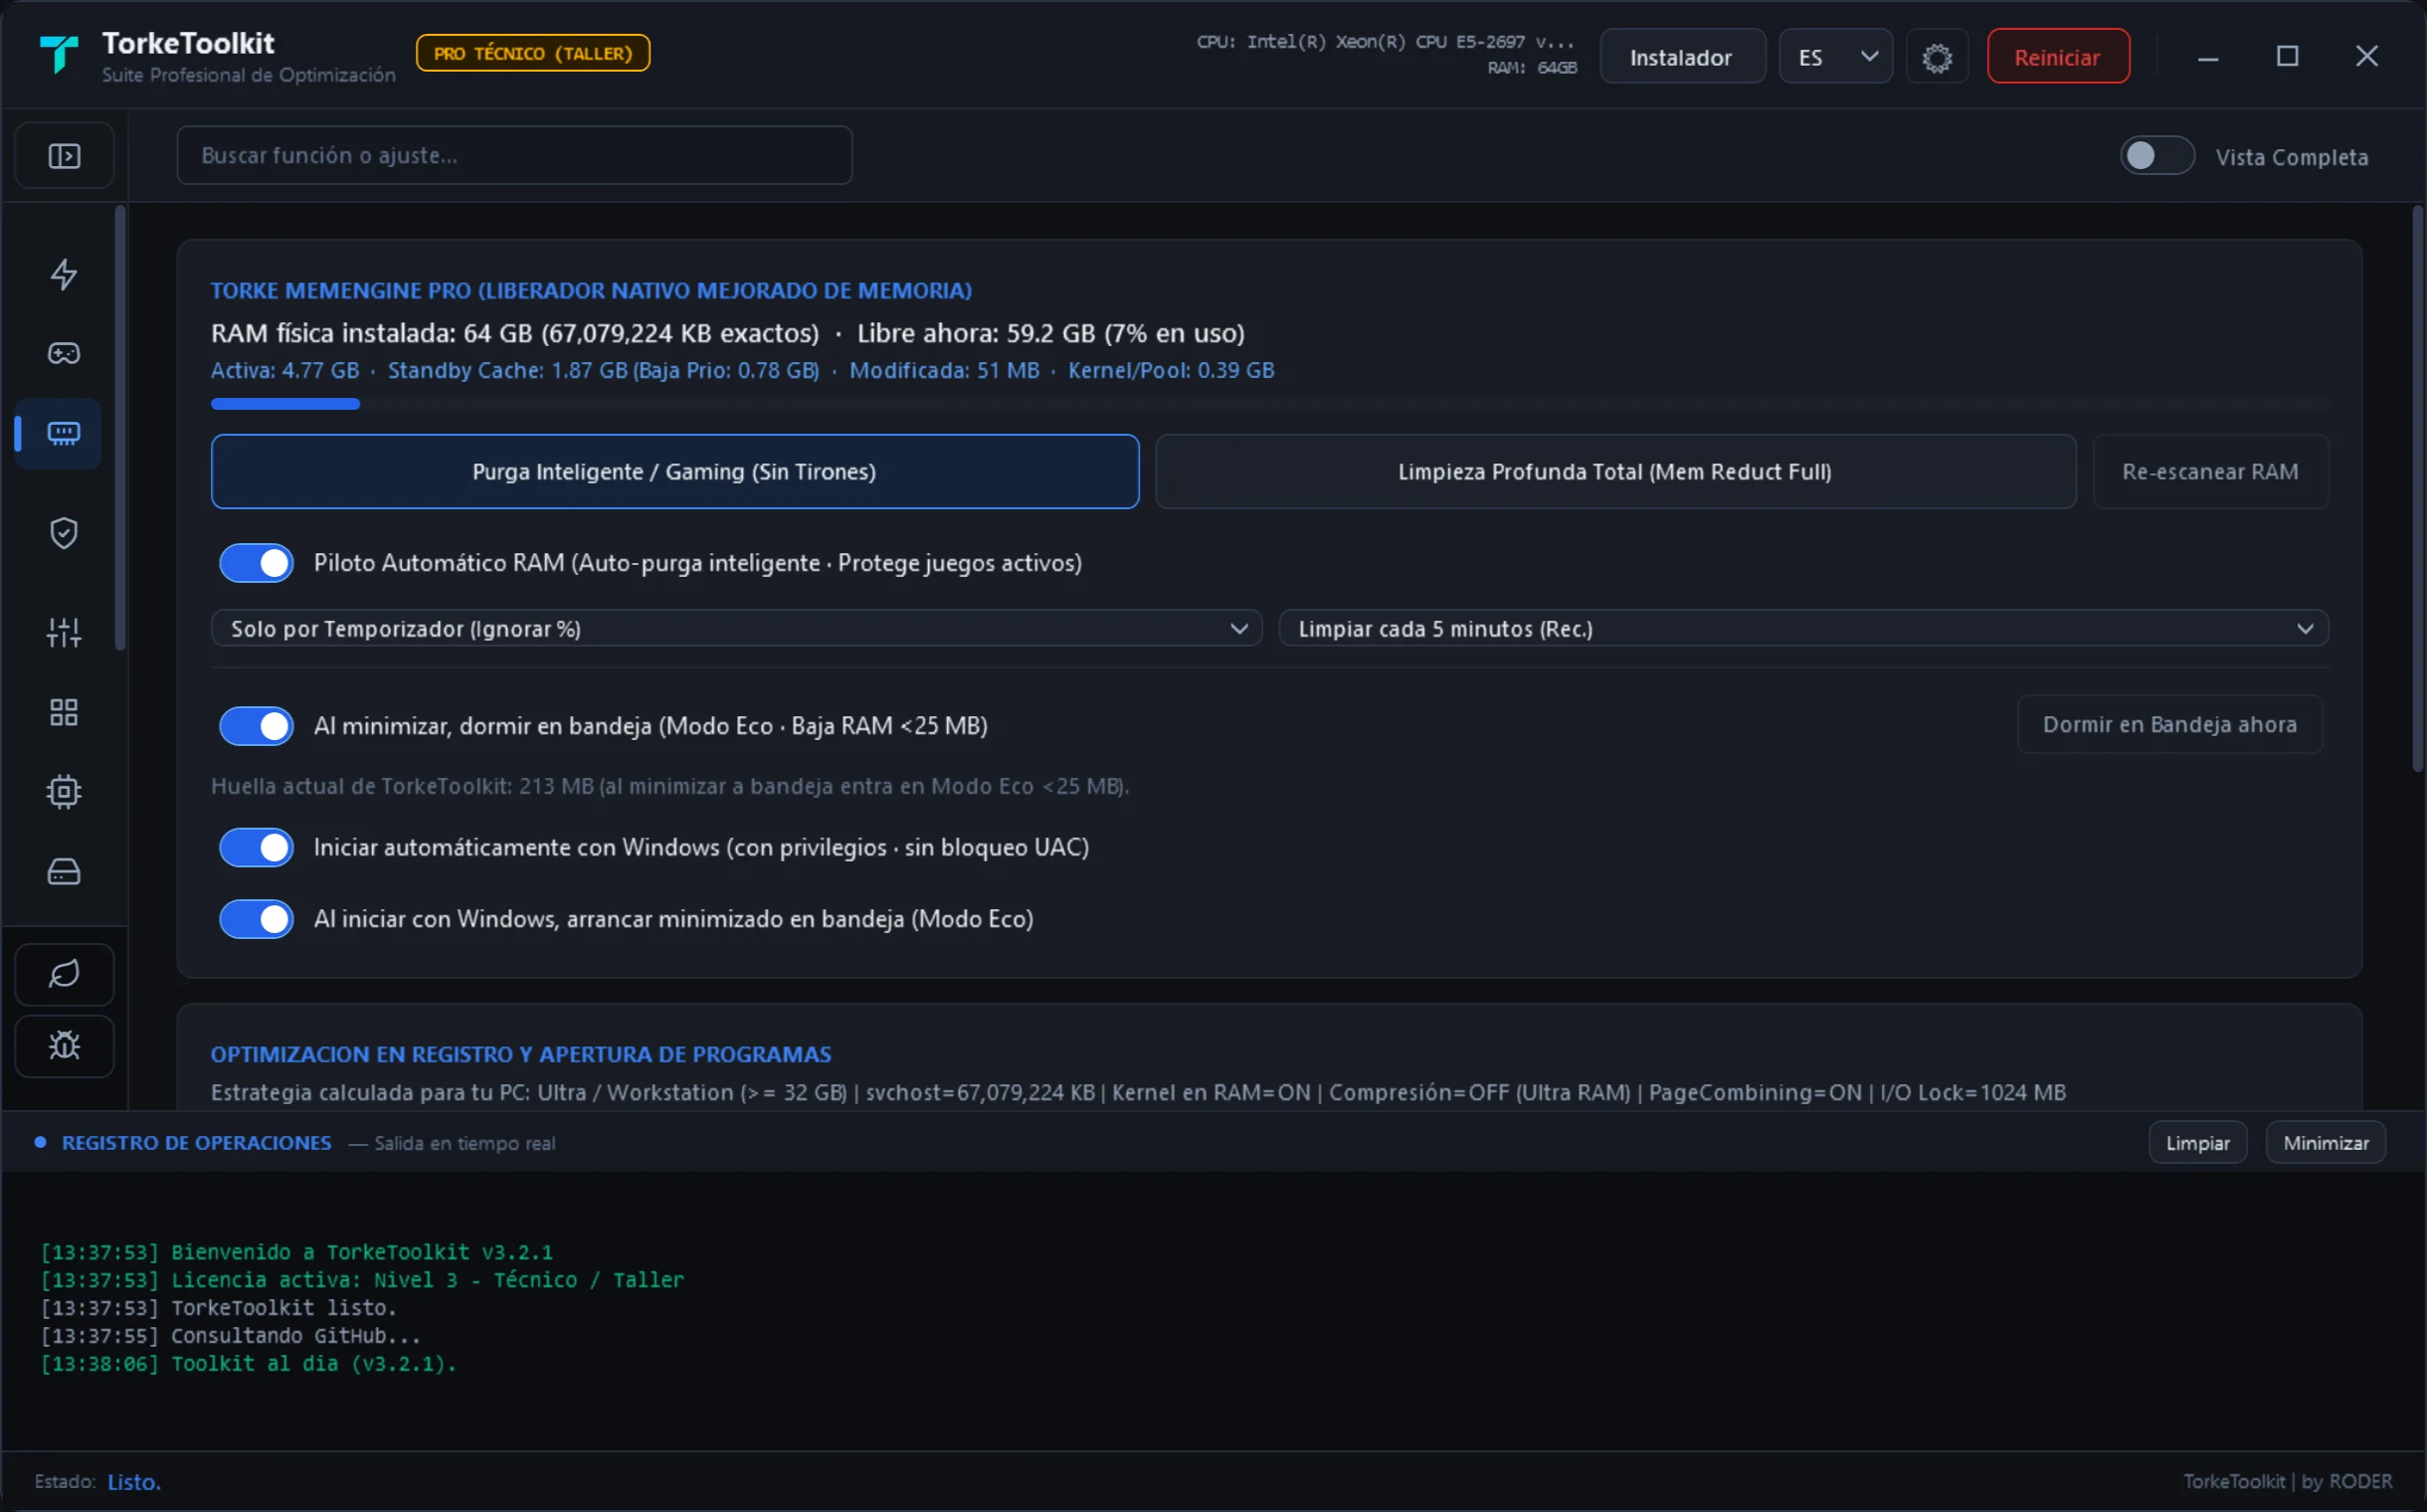 TorkeToolkit
Suite Profesional de Optimización
PRO TÉCNICO (TALLER)
CPU: Intel(R) Xeon(R) CPU E5-2697 v...
RAM: 64GB
Instalador
ES
Reiniciar
Buscar función o ajuste...
Vista Completa
TORKE MEMENGINE PRO (LIBERADOR NATIVO MEJORADO DE MEMORIA)
RAM física instalada: 64 GB (67,079,224 KB exactos) · Libre ahora: 59.2 GB (7% en uso)
Activa: 4.77 GB · Standby Cache: 1.87 GB (Baja Prio: 0.78 GB) · Modificada: 51 MB · Kernel/Pool: 0.39 GB
Purga Inteligente / Gaming (Sin Tirones)
Limpieza Profunda Total (Mem Reduct Full)
Re-escanear RAM
Piloto Automático RAM (Auto-purga inteligente · Protege juegos activos)
Solo por Temporizador (Ignorar %)
Limpiar cada 5 minutos (Rec.)
Al minimizar, dormir en bandeja (Modo Eco · Baja RAM <25 MB)
Dormir en Bandeja ahora
Huella actual de TorkeToolkit: 213 MB (al minimizar a bandeja entra en Modo Eco <25 MB).
Iniciar automáticamente con Windows (con privilegios · sin bloqueo UAC)
Al iniciar con Windows, arrancar minimizado en bandeja (Modo Eco)
OPTIMIZACION EN REGISTRO Y APERTURA DE PROGRAMAS
Estrategia calculada para tu PC: Ultra / Workstation (>= 32 GB) | svchost=67,079,224 KB | Kernel en RAM=ON | Compresión=OFF (Ultra RAM) | PageCombining=ON | I/O Lock=1024 MB
REGISTRO DE OPERACIONES — Salida en tiempo real
Limpiar
Minimizar
[13:37:53] Bienvenido a TorkeToolkit v3.2.1
[13:37:53] Licencia activa: Nivel 3 - Técnico / Taller
[13:37:53] TorkeToolkit listo.
[13:37:55] Consultando GitHub...
[13:38:06] Toolkit al dia (v3.2.1).
Estado: Listo.
TorkeToolkit | by RODER